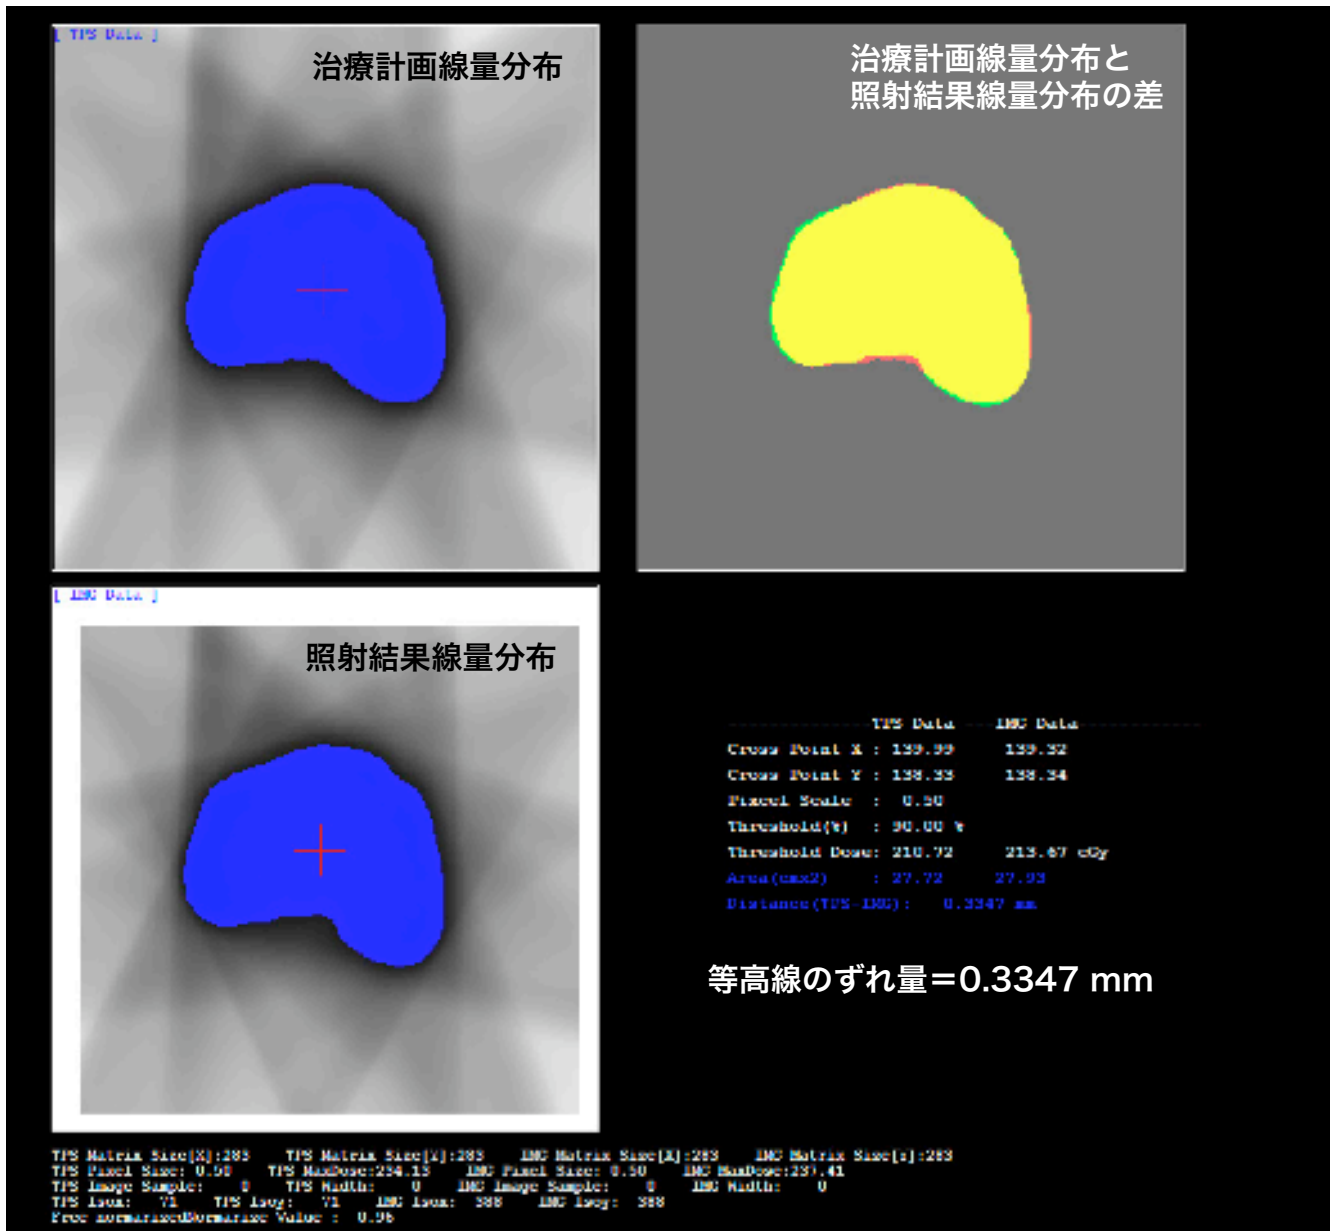 [ TPS Data ]
治療計画線量分布
治療計画線量分布と
照射結果線量分布の差
[ IMG Data ]
照射結果線量分布
TPS Data IMG Data
Cross Point X : 139.99 139.32
Cross Point Y : 138.33 138.34
Pixcel Scale : 0.50
Threshold(%) : 90.00 %
Threshold Dose: 210.72 213.67 cGy
Area(cmx2) : 27.72 27.93
Distance(TPS-IMG): 0.3347 mm
等高線のずれ量=0.3347 mm
TPS Matrix Size[X]:283 TPS Matrix Size[Y]:283 IMG Matrix Size[X]:283 IMG Matrix Size[Y]:283
TPS Pixel Size: 0.50 TPS MaxDose:234.13 IMG Pixel Size: 0.50 IMG MaxDose:237.41
TPS Image Sample: 0 TPS Width: 0 IMG Image Sample: 0 IMG Width: 0
TPS Isox: 71 TPS Isoy: 71 IMG Isox: 388 IMG Isoy: 388
Free normarizedNormarize Value : 0.96